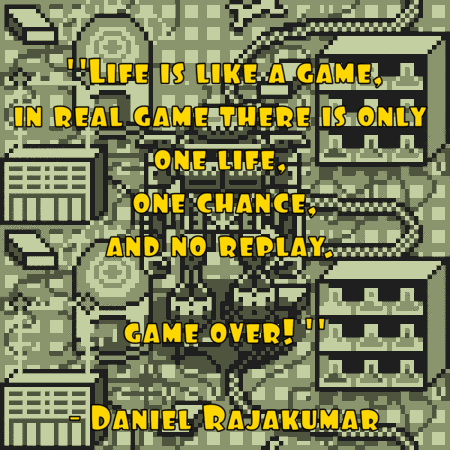 "Life is like a game,
in real game there is only
one life,
one chance,
and no replay.
game over! "
- Daniel Rajakumar